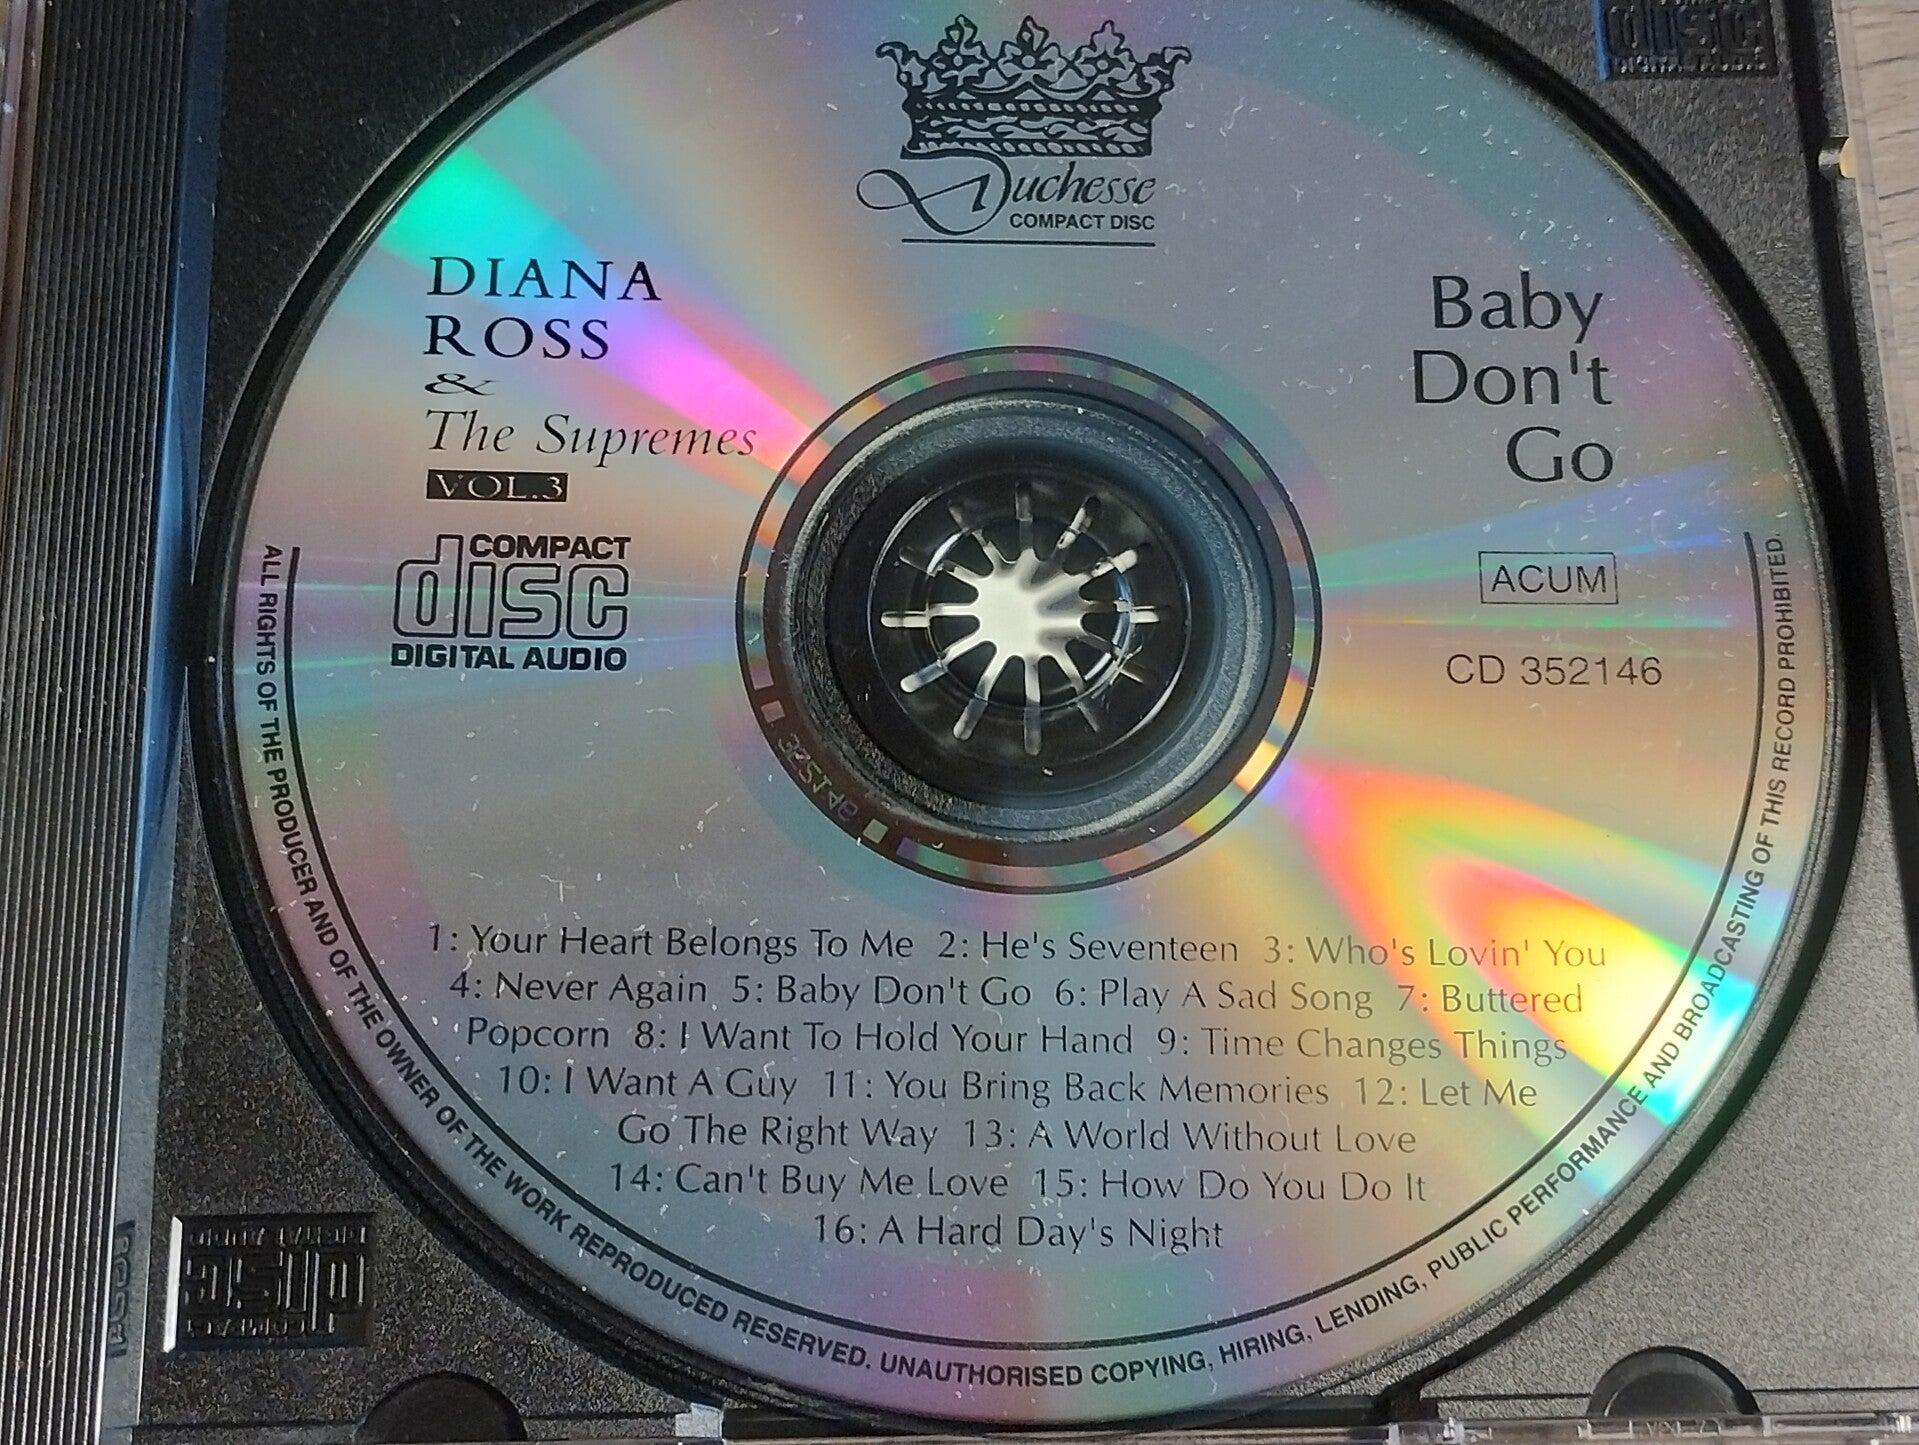 Duchesse
COMPACT DISC
DIANA
ROSS
&
The Supremes
VOL.3
Baby
Don't
Go
COMPACT
disc
DIGITAL AUDIO
ACUM
CD 352146
1: Your Heart Belongs To Me 2: He's Seventeen 3: Who's Lovin' You
4: Never Again 5: Baby Don't Go 6: Play A Sad Song 7: Buttered
Popcorn 8: I Want To Hold Your Hand 9: Time Changes Things
10: I Want A Guy 11: You Bring Back Memories 12: Let Me
Go The Right Way 13: A World Without Love
14: Can't Buy Me Love 15: How Do You Do It
16: A Hard Day's Night
ALL RIGHTS OF THE PRODUCER AND OF THE OWNER OF THE WORK REPRODUCED RESERVED. UNAUTHORISED COPYING, HIRING, LENDING, PUBLIC PERFORMANCE AND BROADCASTING OF THIS RECORD PROHIBITED.
disc
COMPACT
disc
DIGITAL AUDIO